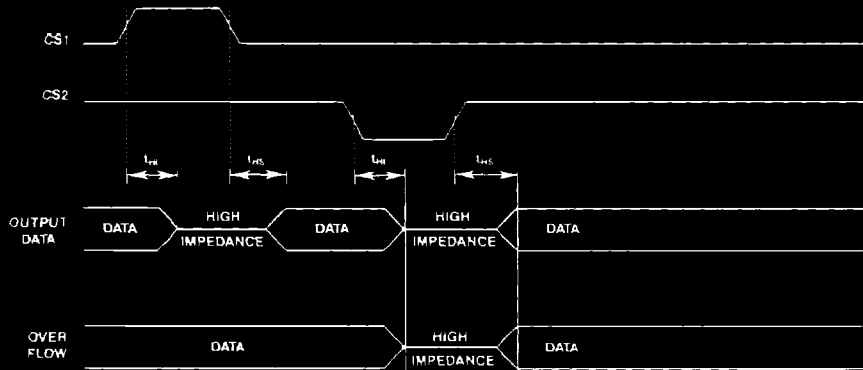 CS1
CS2
tHI tHS tHI tHS
OUTPUT DATA
DATA HIGH IMPEDANCE DATA HIGH IMPEDANCE DATA
OVER FLOW
DATA HIGH IMPEDANCE DATA